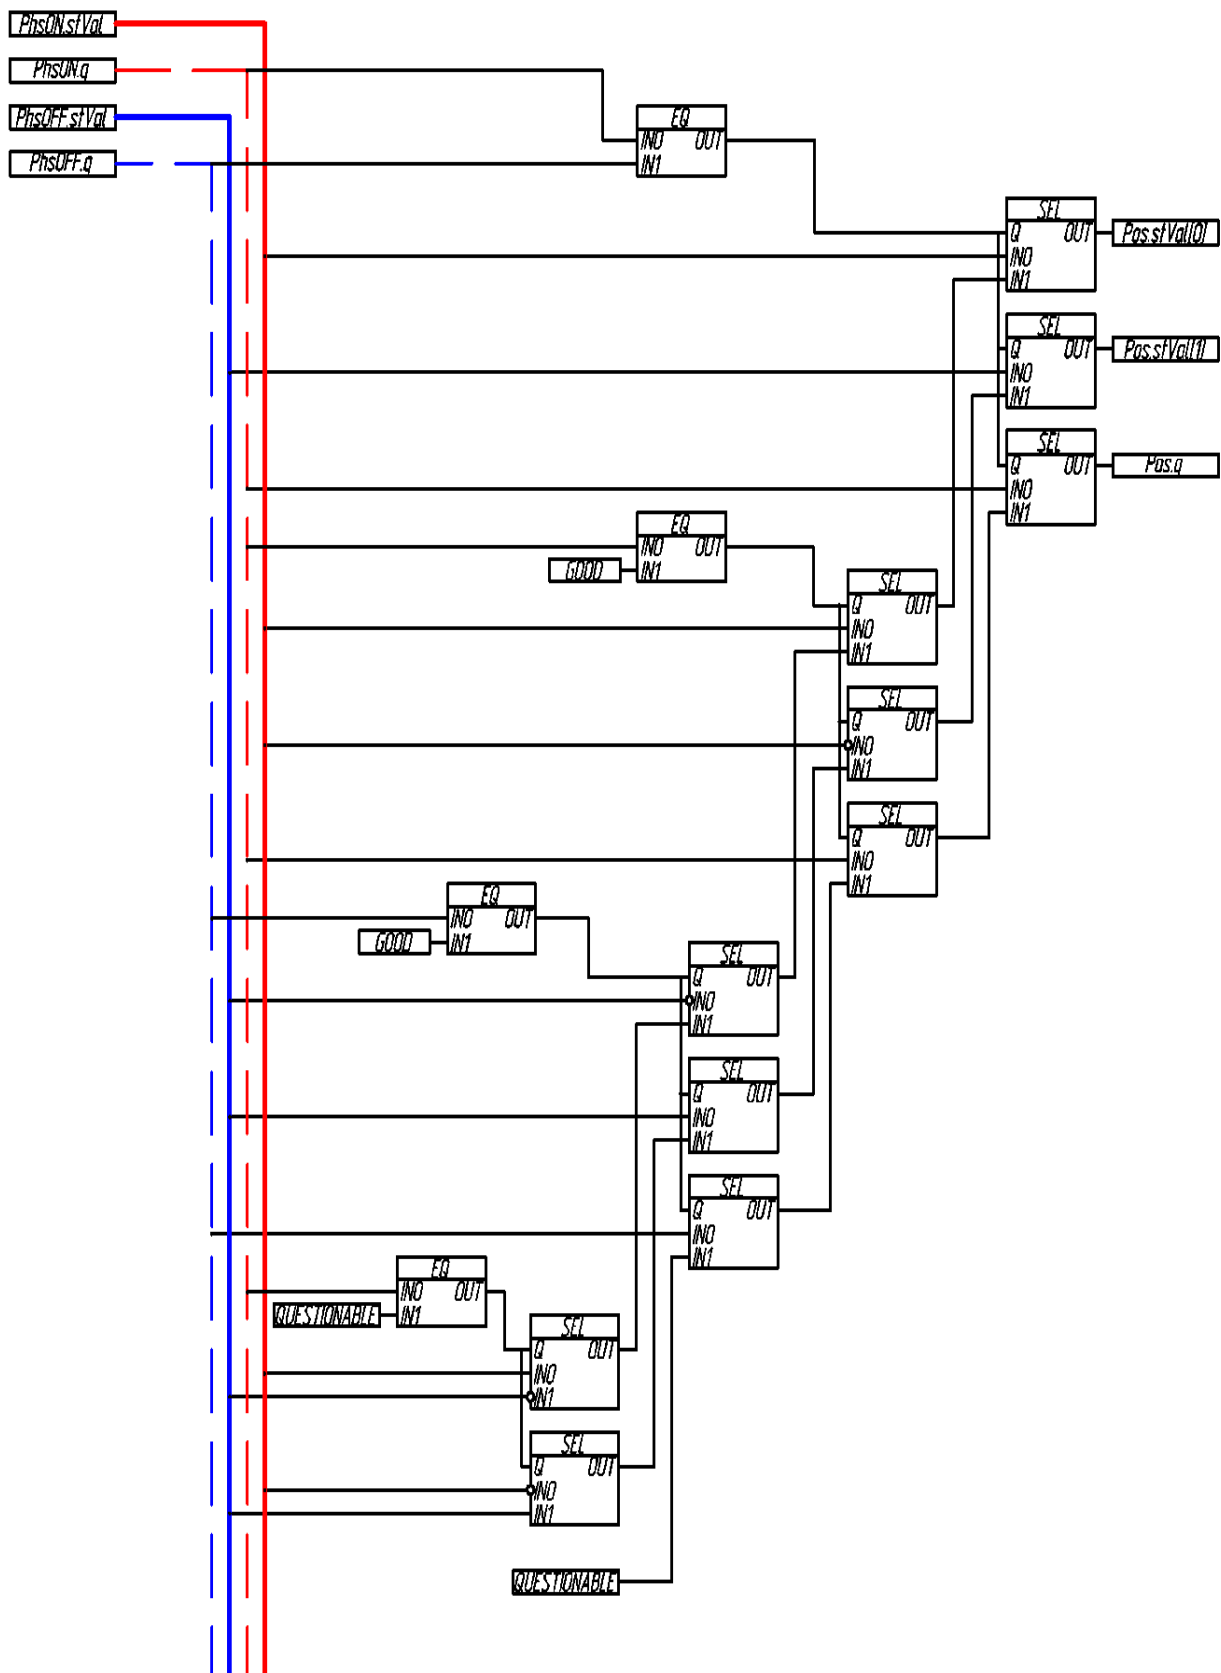 PhsON.stVal
PhsON.q
PhsOFF.stVal
PhsOFF.q
EQ
IN0 OUT
IN1
SEL
Q OUT
IN0
IN1
Pos.stVal[0]
SEL
Q OUT
IN0
IN1
Pos.stVal[1]
SEL
Q OUT
IN0
IN1
Pos.q
EQ
IN0 OUT
IN1
GOOD
SEL
Q OUT
IN0
IN1
SEL
Q OUT
IN0
IN1
SEL
Q OUT
IN0
IN1
EQ
IN0 OUT
IN1
GOOD
SEL
Q OUT
IN0
IN1
SEL
Q OUT
IN0
IN1
SEL
Q OUT
IN0
IN1
EQ
IN0 OUT
IN1
QUESTIONABLE
SEL
Q OUT
IN0
IN1
SEL
Q OUT
IN0
IN1
QUESTIONABLE